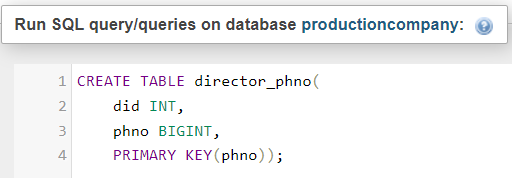 Run SQL query/queries on database productioncompany:
1 CREATE TABLE director_phno(
2 did INT,
3 phno BIGINT,
4 PRIMARY KEY(phno));